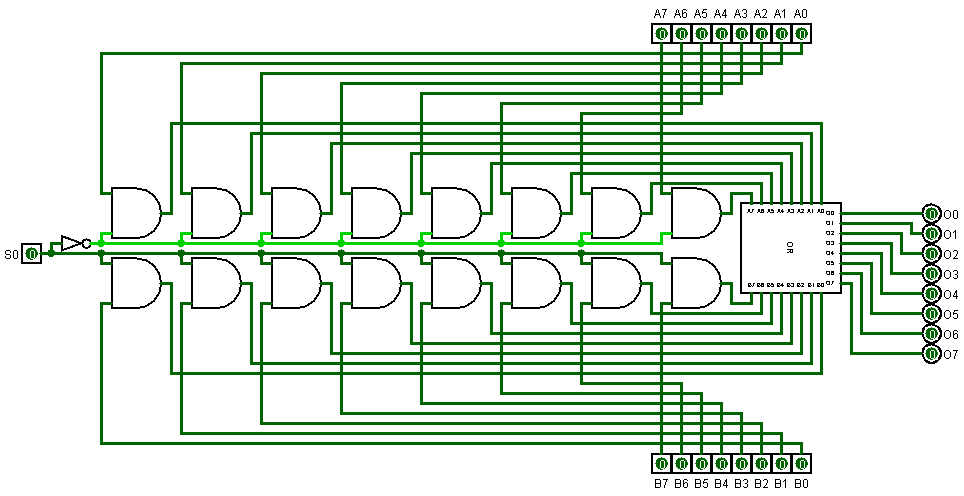 A7 A6 A5 A4 A3 A2 A1 A0
0 0 0 0 0 0 0 0
A7 A6 A5 A4 A3 A2 A1 A0
O0
O1
O2
O3
O4
O5
O6
O7
OR
B7 B6 B5 B4 B3 B2 B1 B0
S0 0
0 O0
0 O1
0 O2
0 O3
0 O4
0 O5
0 O6
0 O7
0 0 0 0 0 0 0 0
B7 B6 B5 B4 B3 B2 B1 B0